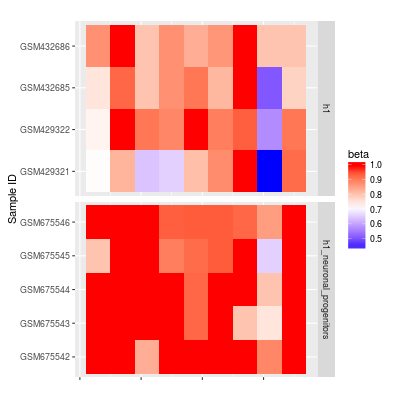 GSM432686
GSM432685
GSM429322
GSM429321
h1
GSM675546
GSM675545
GSM675544
GSM675543
GSM675542
h1_neuronal_progenitors
Sample ID
beta
1.0
0.9
0.8
0.7
0.6
0.5